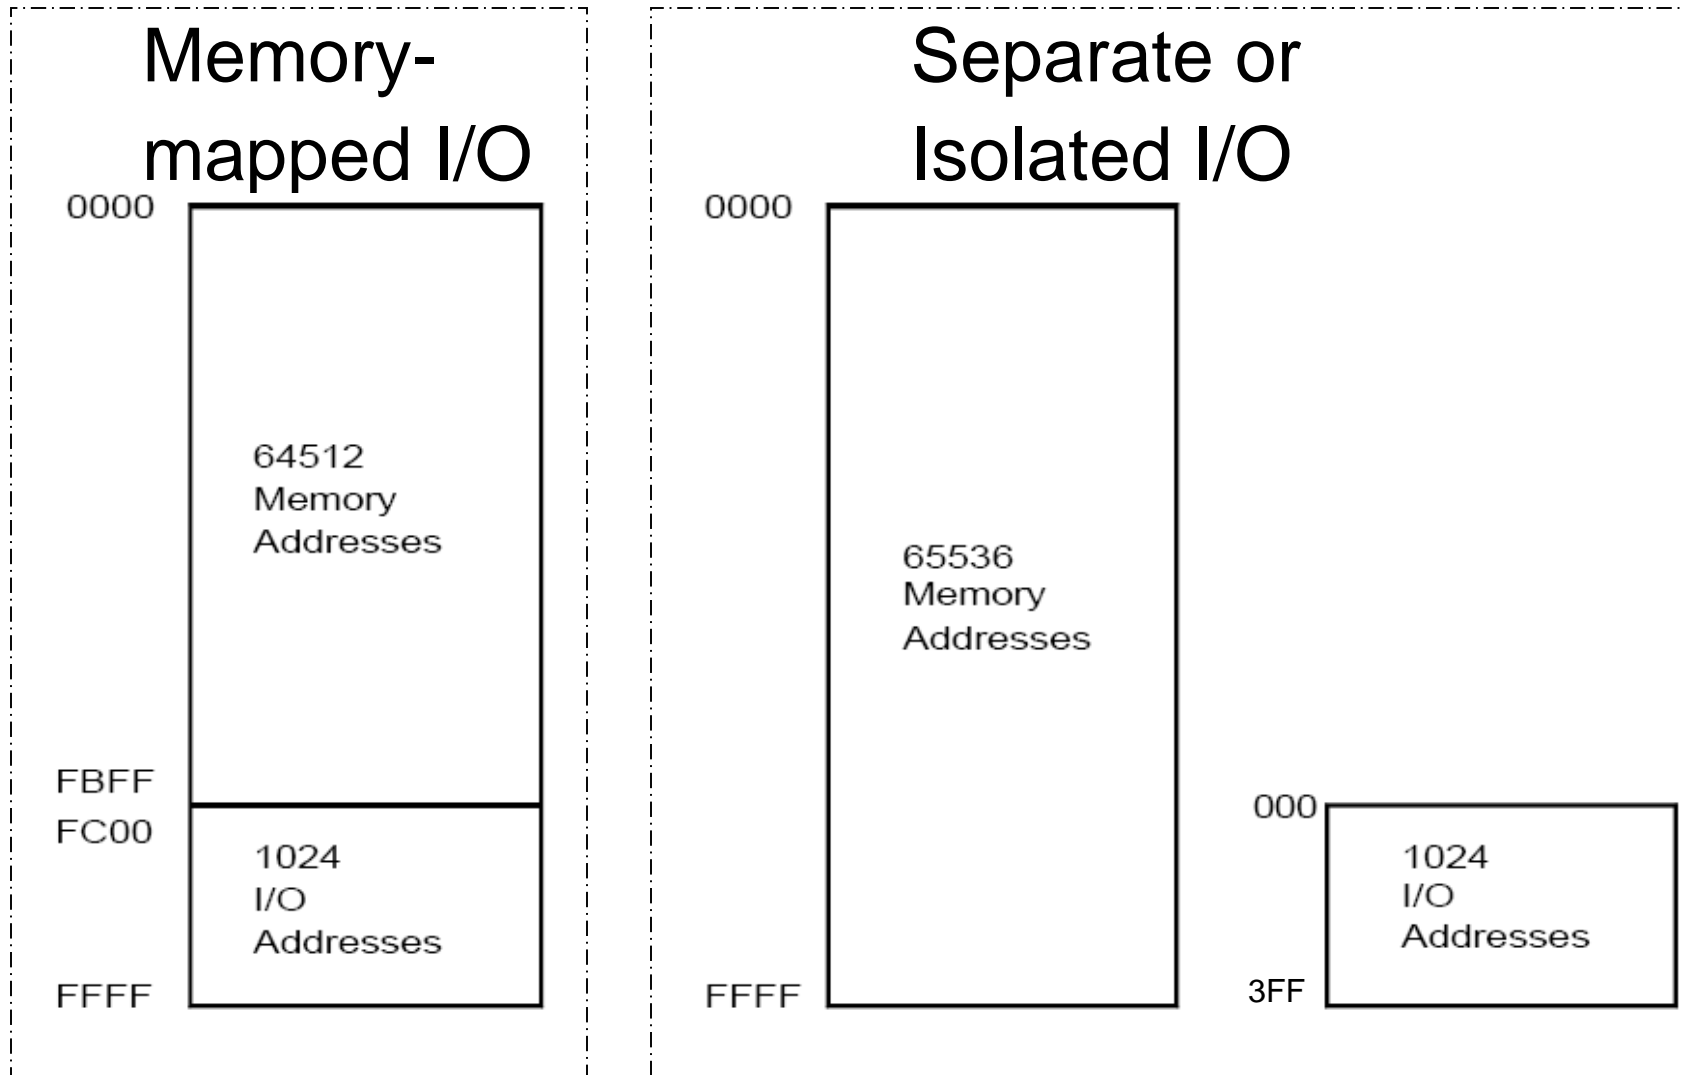 Memory-
mapped I/O
0000
64512
Memory
Addresses
FBFF
FC00
1024
I/O
Addresses
FFFF
Separate or
Isolated I/O
0000
65536
Memory
Addresses
FFFF
000
1024
I/O
Addresses
3FF